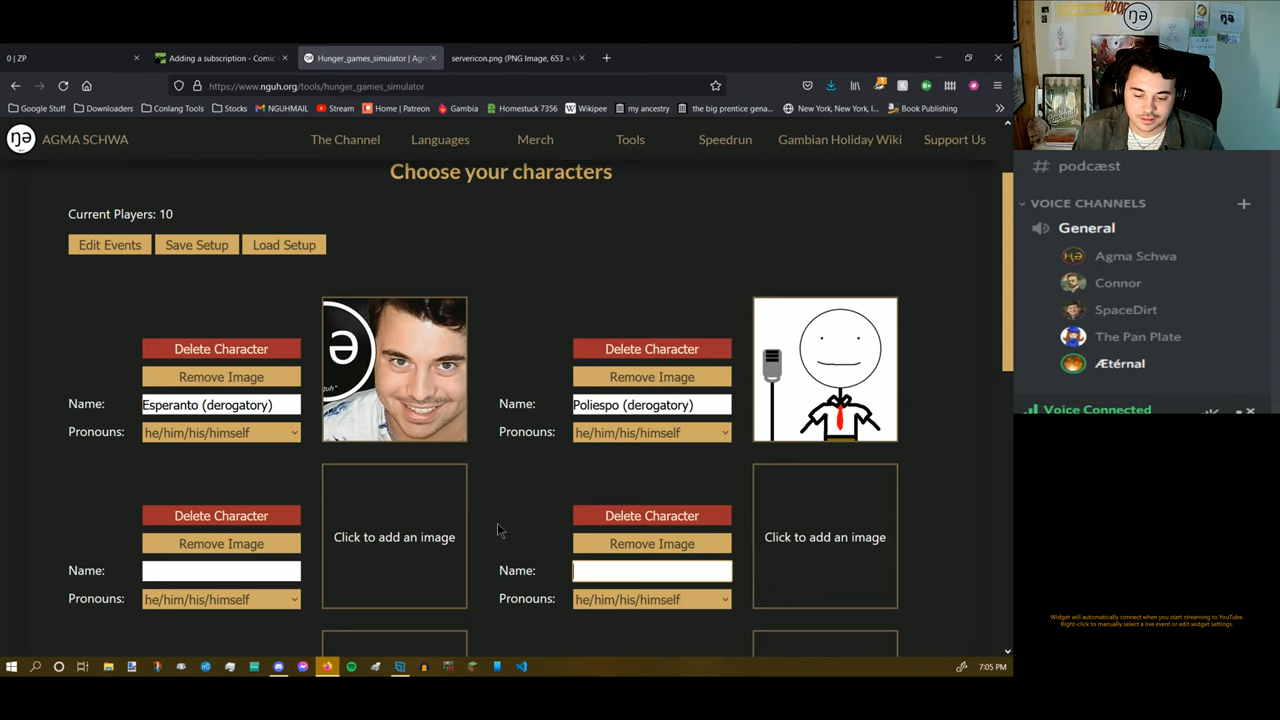 0 | ZP
Adding a subscription - Comic
Hunger_games_simulator | Ag
servericon.png (PNG Image, 653 ×
https://www.nguh.org/tools/hunger_games_simulator
Google Stuff
Downloaders
Conlang Tools
Stocks
NGUHMAIL
Stream
Home | Patreon
Gambia
Homestuck 7356
Wikipee
my ancestry
the big prentice gena...
New York, New York, I...
Book Publishing
ŋə
AGMA SCHWA
The Channel
Languages
Merch
Tools
Speedrun
Gambian Holiday Wiki
Support Us
Choose your characters
Current Players: 10
Edit Events
Save Setup
Load Setup
Delete Character
Remove Image
Name:
Esperanto (derogatory)
Pronouns:
he/him/his/himself
ə
Delete Character
Remove Image
Name:
Poliespo (derogatory)
Pronouns:
he/him/his/himself
Delete Character
Remove Image
Name:
Pronouns:
he/him/his/himself
Click to add an image
Delete Character
Remove Image
Name:
Pronouns:
he/him/his/himself
Click to add an image
7:05 PM
ŋə
# podcæst
VOICE CHANNELS
General
Agma Schwa
Connor
SpaceDirt
The Pan Plate
Ætérnal
Voice Connected
Widget will automatically connect when you start streaming to YouTube.
Right-click to manually select a live event or edit widget settings.